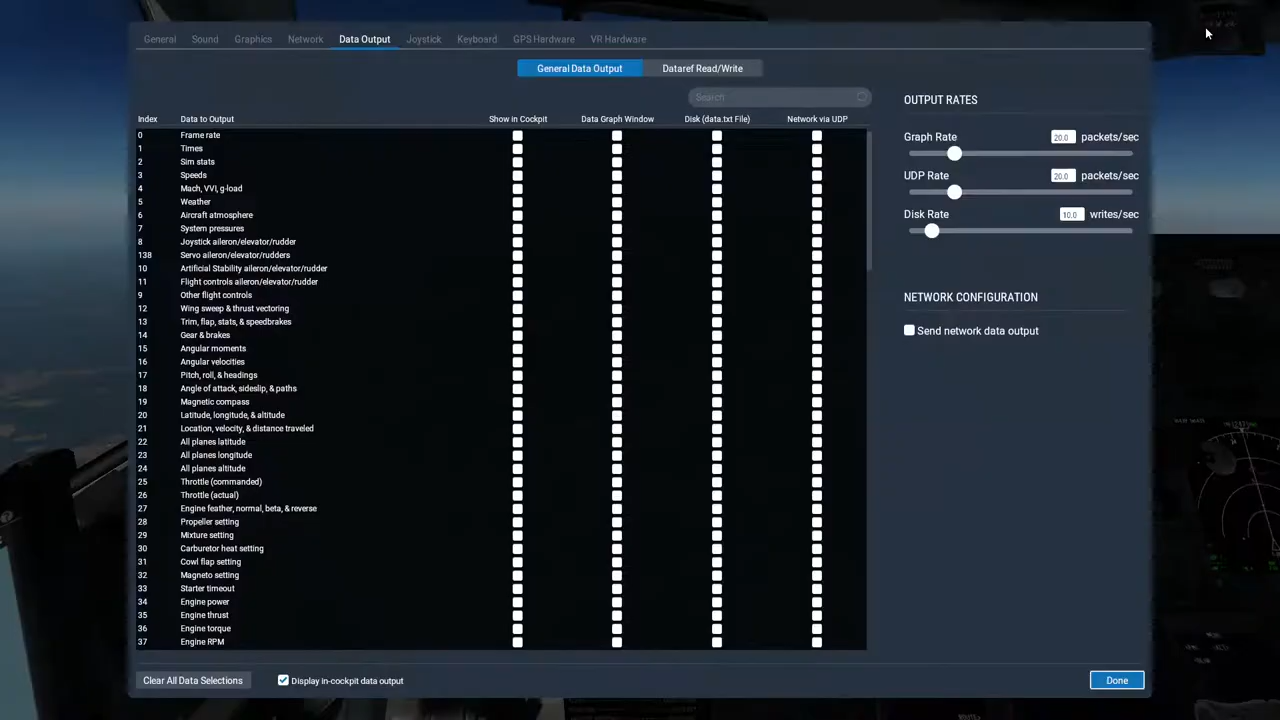 General Sound Graphics Network Data Output Joystick Keyboard GPS Hardware VR Hardware
General Data Output Dataref Read/Write
Search
Index Data to Output Show in Cockpit Data Graph Window Disk (data.txt File) Network via UDP
0 Frame rate
1 Times
2 Sim stats
3 Speeds
4 Mach, VVI, g-load
5 Weather
6 Aircraft atmosphere
7 System pressures
8 Joystick aileron/elevator/rudder
138 Servo aileron/elevator/rudders
10 Artificial Stability aileron/elevator/rudder
11 Flight controls aileron/elevator/rudder
9 Other flight controls
12 Wing sweep & thrust vectoring
13 Trim, flap, stats, & speedbrakes
14 Gear & brakes
15 Angular moments
16 Angular velocities
17 Pitch, roll, & headings
18 Angle of attack, sideslip, & paths
19 Magnetic compass
20 Latitude, longitude, & altitude
21 Location, velocity, & distance traveled
22 All planes latitude
23 All planes longitude
24 All planes altitude
25 Throttle (commanded)
26 Throttle (actual)
27 Engine feather, normal, beta, & reverse
28 Propeller setting
29 Mixture setting
30 Carburetor heat setting
31 Cowl flap setting
32 Magneto setting
33 Starter timeout
34 Engine power
35 Engine thrust
36 Engine torque
37 Engine RPM
OUTPUT RATES
Graph Rate 20.0 packets/sec
UDP Rate 20.0 packets/sec
Disk Rate 10.0 writes/sec
NETWORK CONFIGURATION
Send network data output
Clear All Data Selections Display in-cockpit data output Done